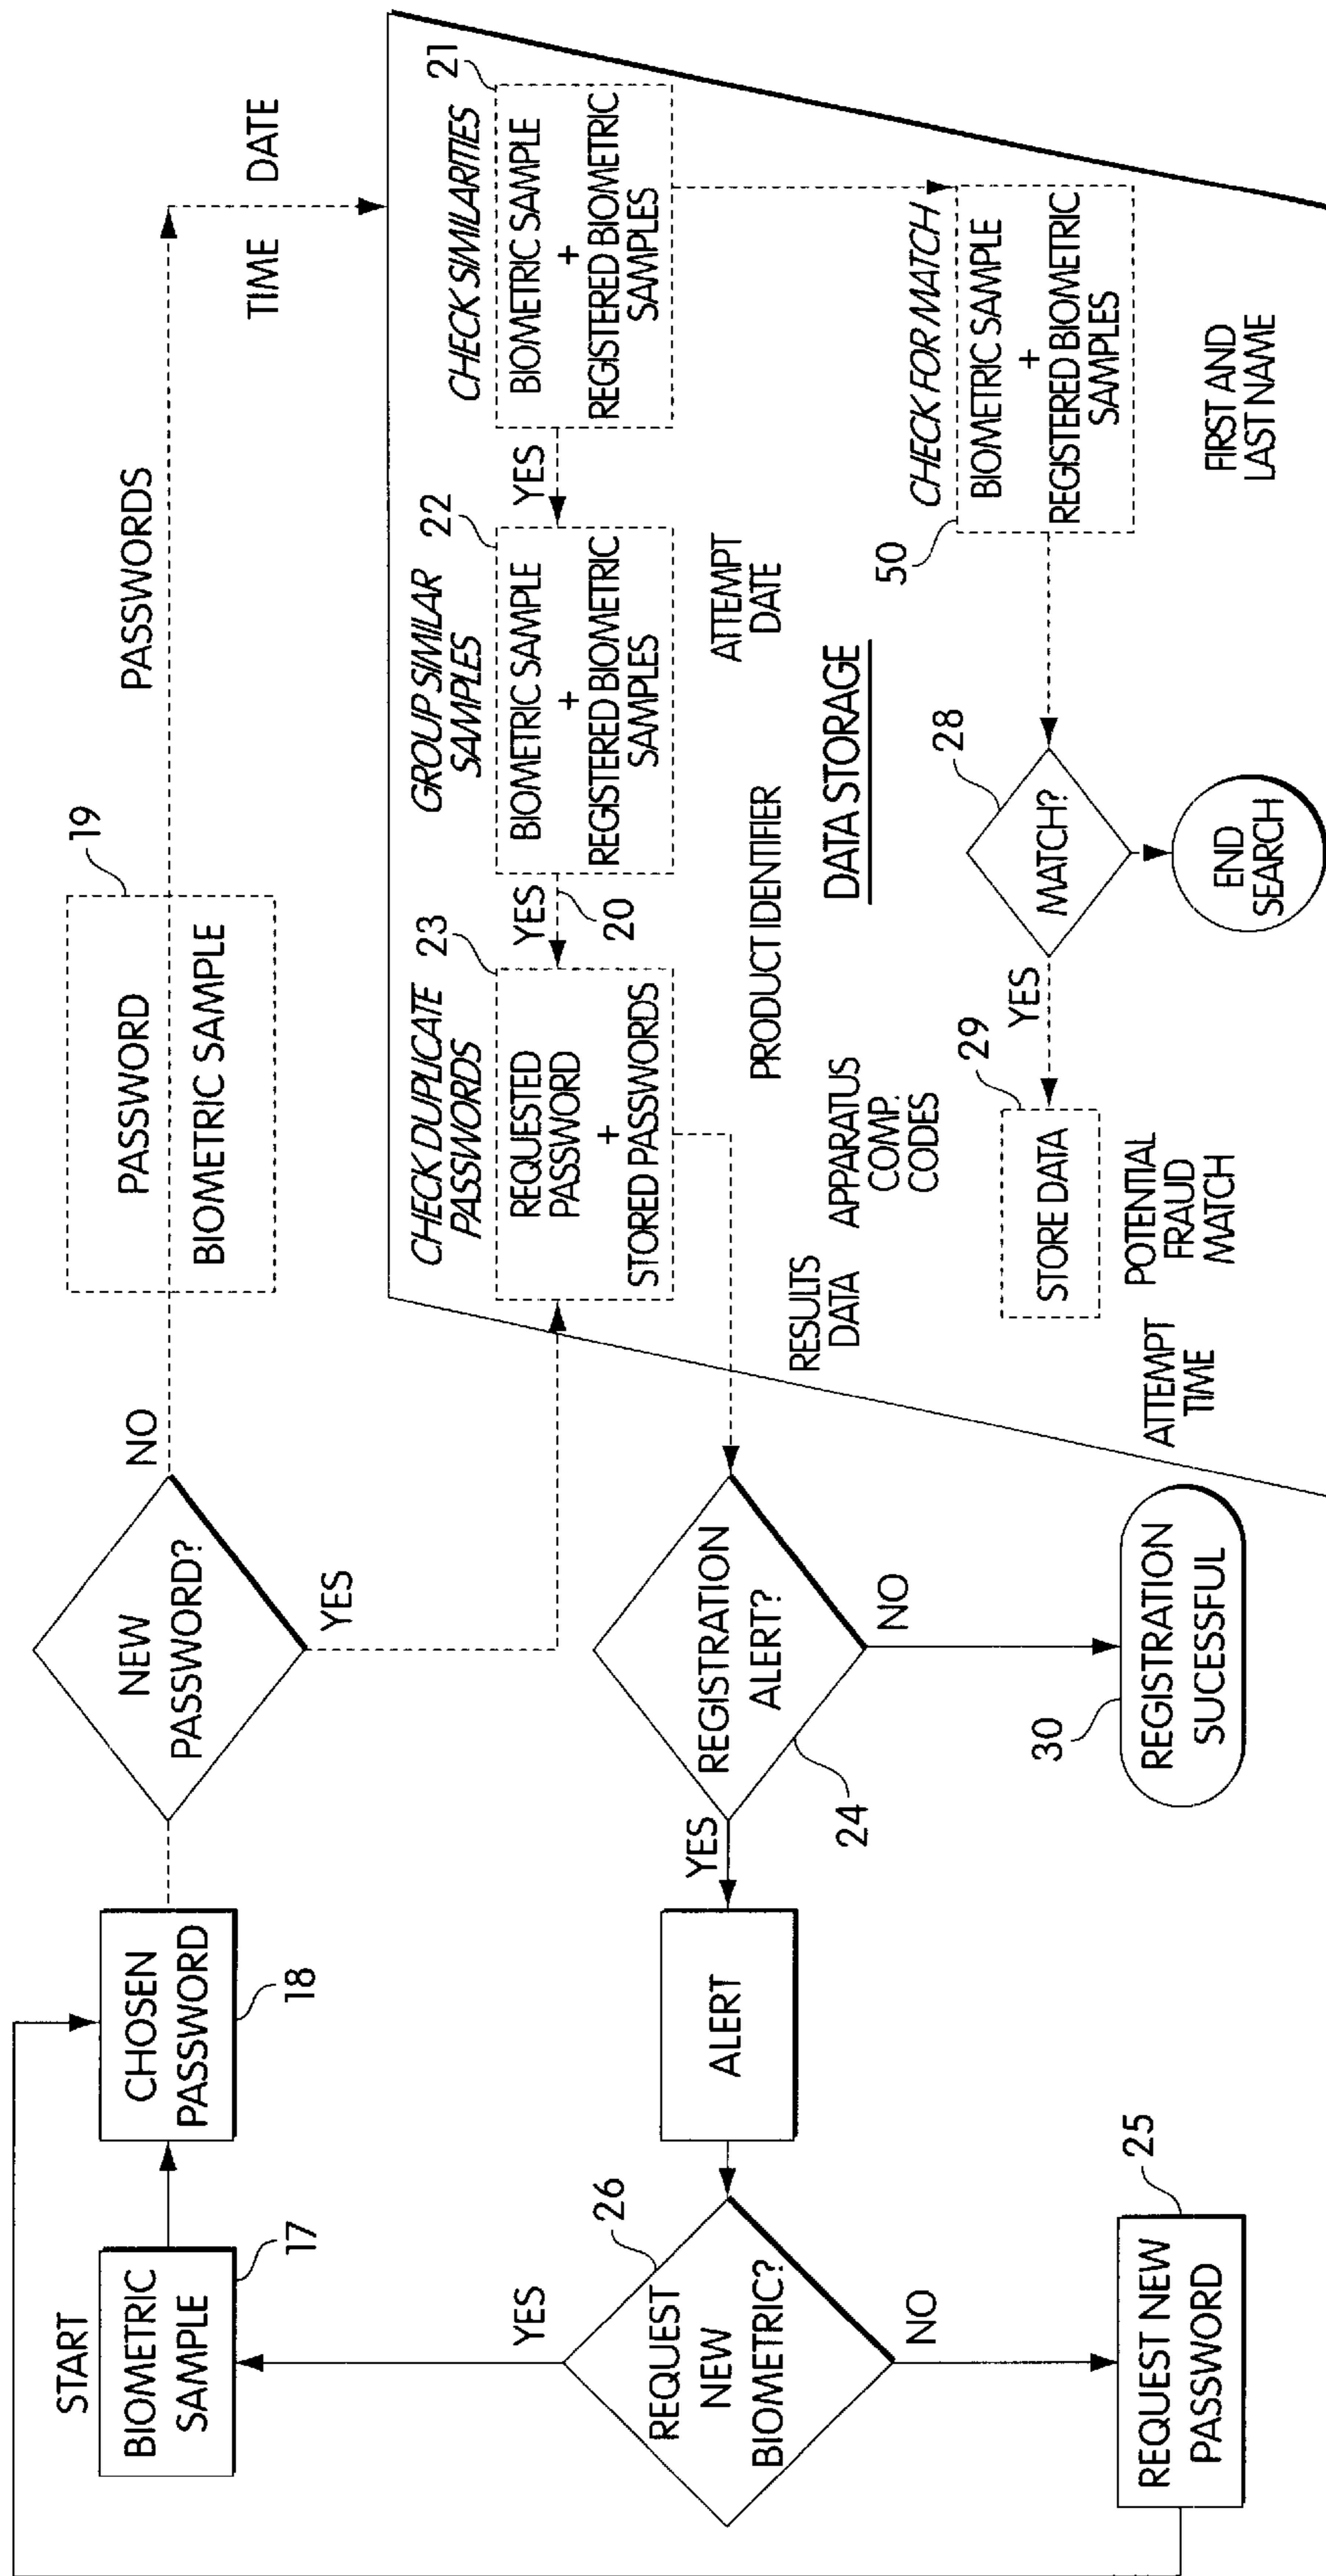 START
BIOMETRIC
SAMPLE
17
CHOSEN
PASSWORD
18
NEW
PASSWORD?
NO
YES
19
PASSWORD
BIOMETRIC SAMPLE
PASSWORDS
TIME DATE
CHECK DUPLICATE
PASSWORDS
23
REQUESTED
PASSWORD
+
STORED PASSWORDS
YES
20
GROUP SIMILAR
SAMPLES
22
BIOMETRIC SAMPLE
+
REGISTERED BIOMETRIC
SAMPLES
YES
CHECK SIMILARITIES
21
BIOMETRIC SAMPLE
+
REGISTERED BIOMETRIC
SAMPLES
REQUEST
NEW
BIOMETRIC?
26
YES
NO
ALERT
YES
REGISTRATION
ALERT?
24
NO
RESULTS
DATA
APPARATUS
COMP.
CODES
PRODUCT IDENTIFIER
ATTEMPT
DATE
DATA STORAGE
CHECK FOR MATCH
50
BIOMETRIC SAMPLE
+
REGISTERED BIOMETRIC
SAMPLES
28
MATCH?
YES
29
STORE DATA
END
SEARCH
25
REQUEST NEW
PASSWORD
30
REGISTRATION
SUCESSFUL
ATTEMPT
TIME
POTENTIAL
FRAUD
MATCH
FIRST AND
LAST NAME